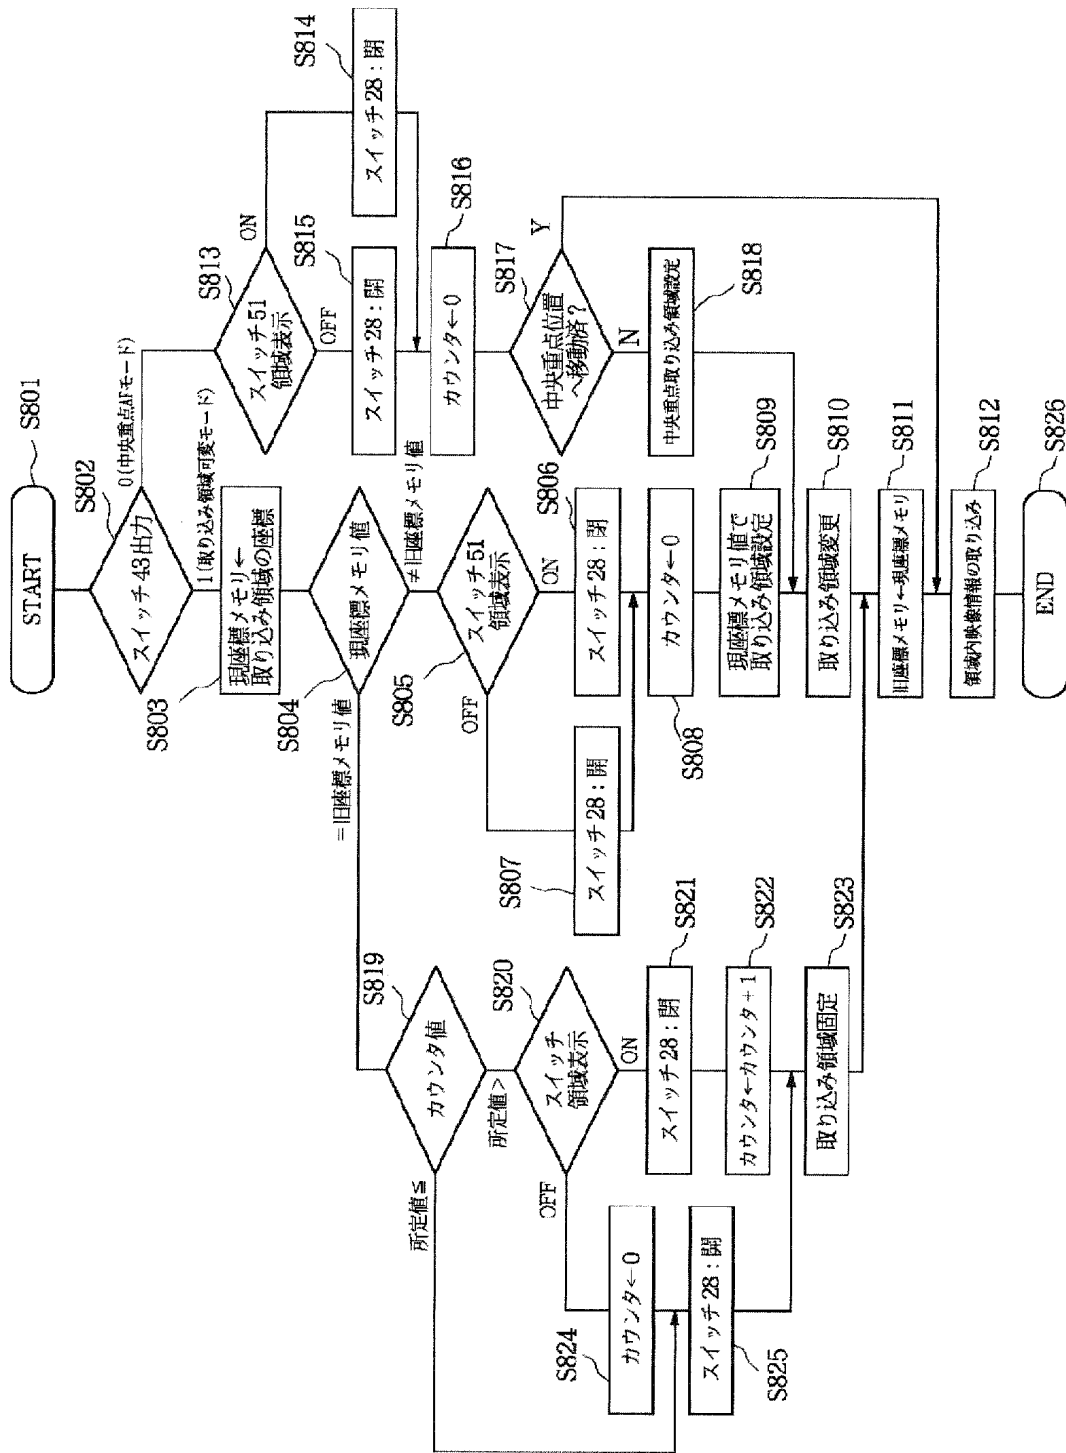 START
S801
スイッチ43出力
S802
0(中央重点AFモード)
1(取り込み領域可変モード)
現座標メモリ←
取り込み領域の座標
S803
現座標メモリ値
S804
=旧座標メモリ値
≠旧座標メモリ値
スイッチ51
領域表示
S805
OFF
ON
スイッチ28:閉
S806
スイッチ28:開
S807
カウンタ←0
S808
現座標メモリ値で
取り込み領域設定
S809
取り込み領域変更
S810
旧座標メモリ←現座標メモリ
S811
領域内映像情報の取り込み
S812
END
S826
スイッチ51
領域表示
S813
ON
OFF
スイッチ28:閉
S814
スイッチ28:開
S815
カウンタ←0
S816
中央重点位置
へ移動済?
S817
Y
N
中央重点取り込み領域設定
S818
カウンタ値
S819
所定値≦
所定値>
スイッチ
領域表示
S820
OFF
ON
スイッチ28:閉
S821
カウンタ←カウンタ+1
S822
取り込み領域固定
S823
カウンタ←0
S824
スイッチ28:開
S825